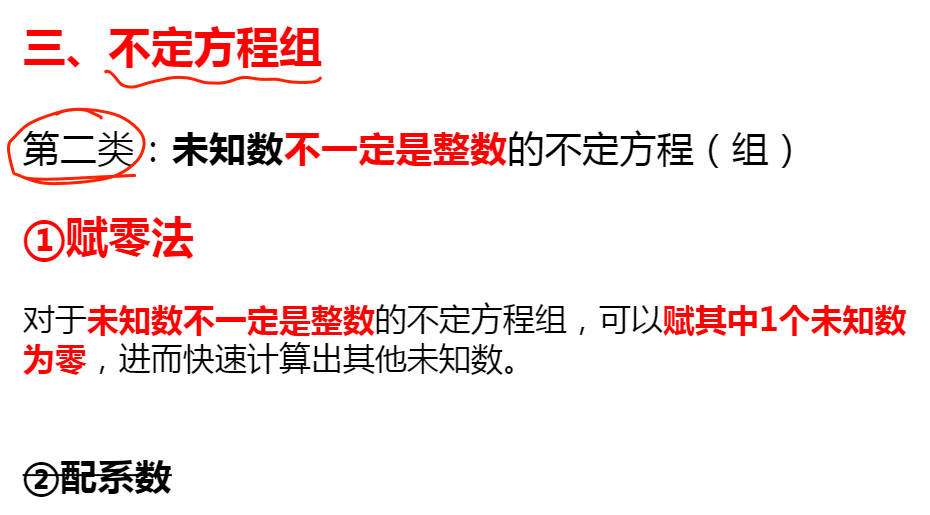 三、不定方程组
第二类：未知数不一定是整数的不定方程（组）
①赋零法
对于未知数不一定是整数的不定方程组，可以赋其中1个未知数
为零，进而快速计算出其他未知数。
②配系数